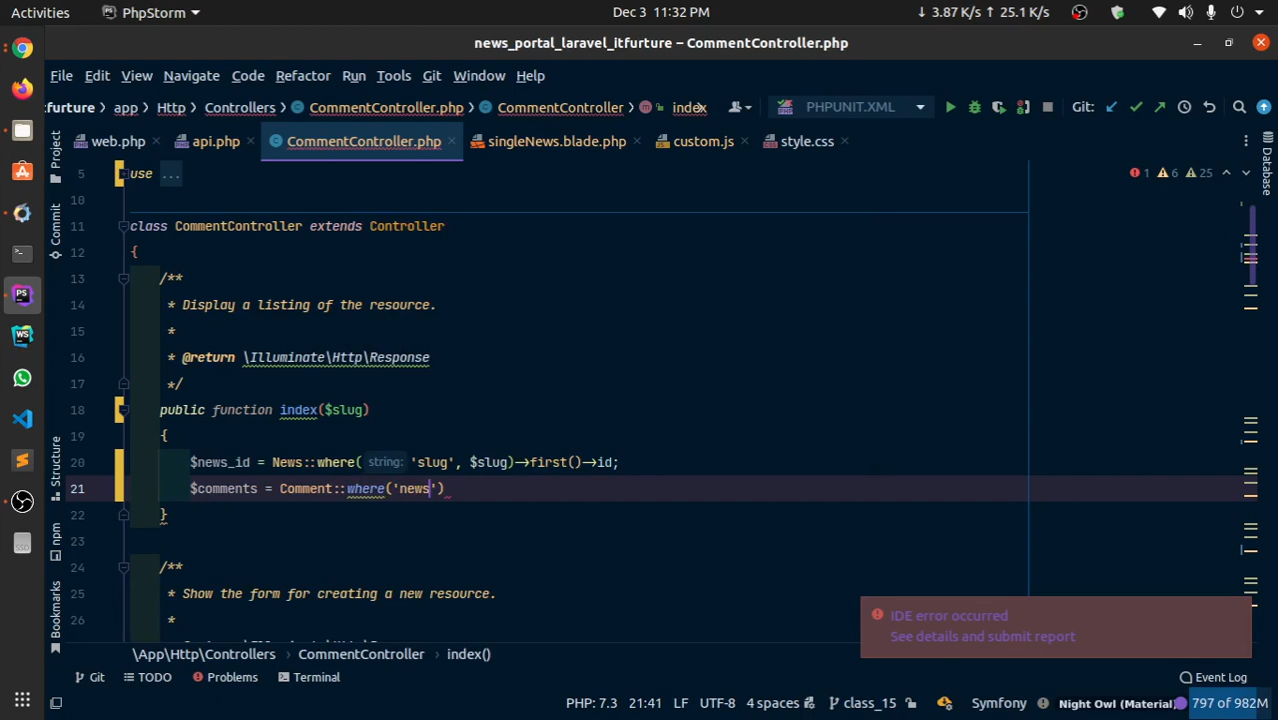 Activities PhpStorm Dec 3 11:32 PM ↓ 3.87 K/s ↑ 25.1 K/s
news_portal_laravel_itfurture – CommentController.php
File Edit View Navigate Code Refactor Run Tools Git Window Help
tfurture app Http Controllers CommentController.php CommentController index PHPUNIT.XML Git:
web.php api.php CommentController.php singleNews.blade.php custom.js style.css
Project
Commit
Structure
npm
Bookmarks
Database
1 6 25
5 use ...
10
11 class CommentController extends Controller
12 {
13 /**
14 * Display a listing of the resource.
15 *
16 * @return \Illuminate\Http\Response
17 */
18 public function index($slug)
19 {
20 $news_id = News::where( string: 'slug', $slug)->first()->id;
21 $comments = Comment::where('news')
22 }
23
24 /**
25 * Show the form for creating a new resource.
26 *
IDE error occurred
See details and submit report
\App\Http\Controllers CommentController index()
Git TODO Problems Terminal Event Log
PHP: 7.3 21:41 LF UTF-8 4 spaces class_15 Symfony Night Owl (Material) 797 of 982M
PS
WS
SSD